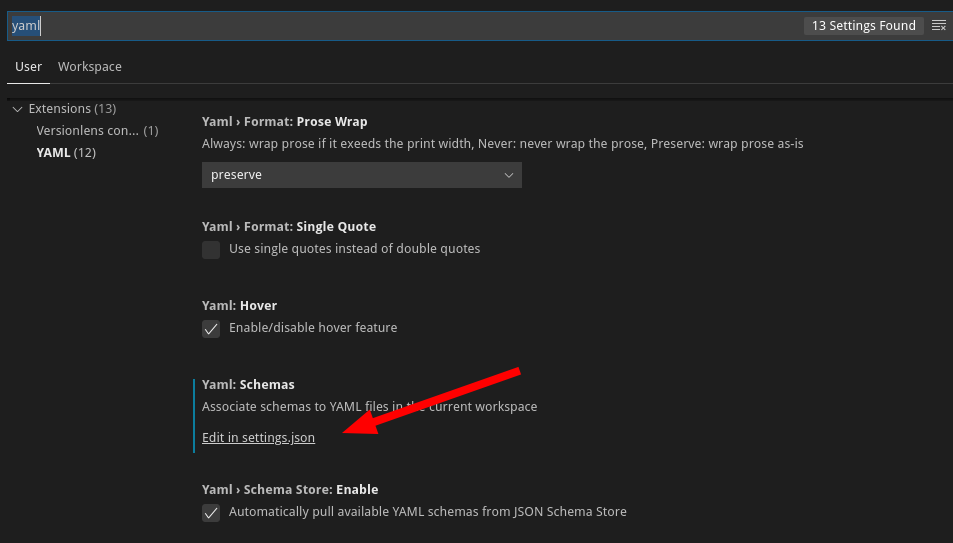 yaml
13 Settings Found
User
Workspace
Extensions (13)
Versionlens con... (1)
YAML (12)
Yaml › Format: Prose Wrap
Always: wrap prose if it exeeds the print width, Never: never wrap the prose, Preserve: wrap prose as-is
preserve
Yaml › Format: Single Quote
Use single quotes instead of double quotes
Yaml: Hover
Enable/disable hover feature
Yaml: Schemas
Associate schemas to YAML files in the current workspace
Edit in settings.json
Yaml › Schema Store: Enable
Automatically pull available YAML schemas from JSON Schema Store